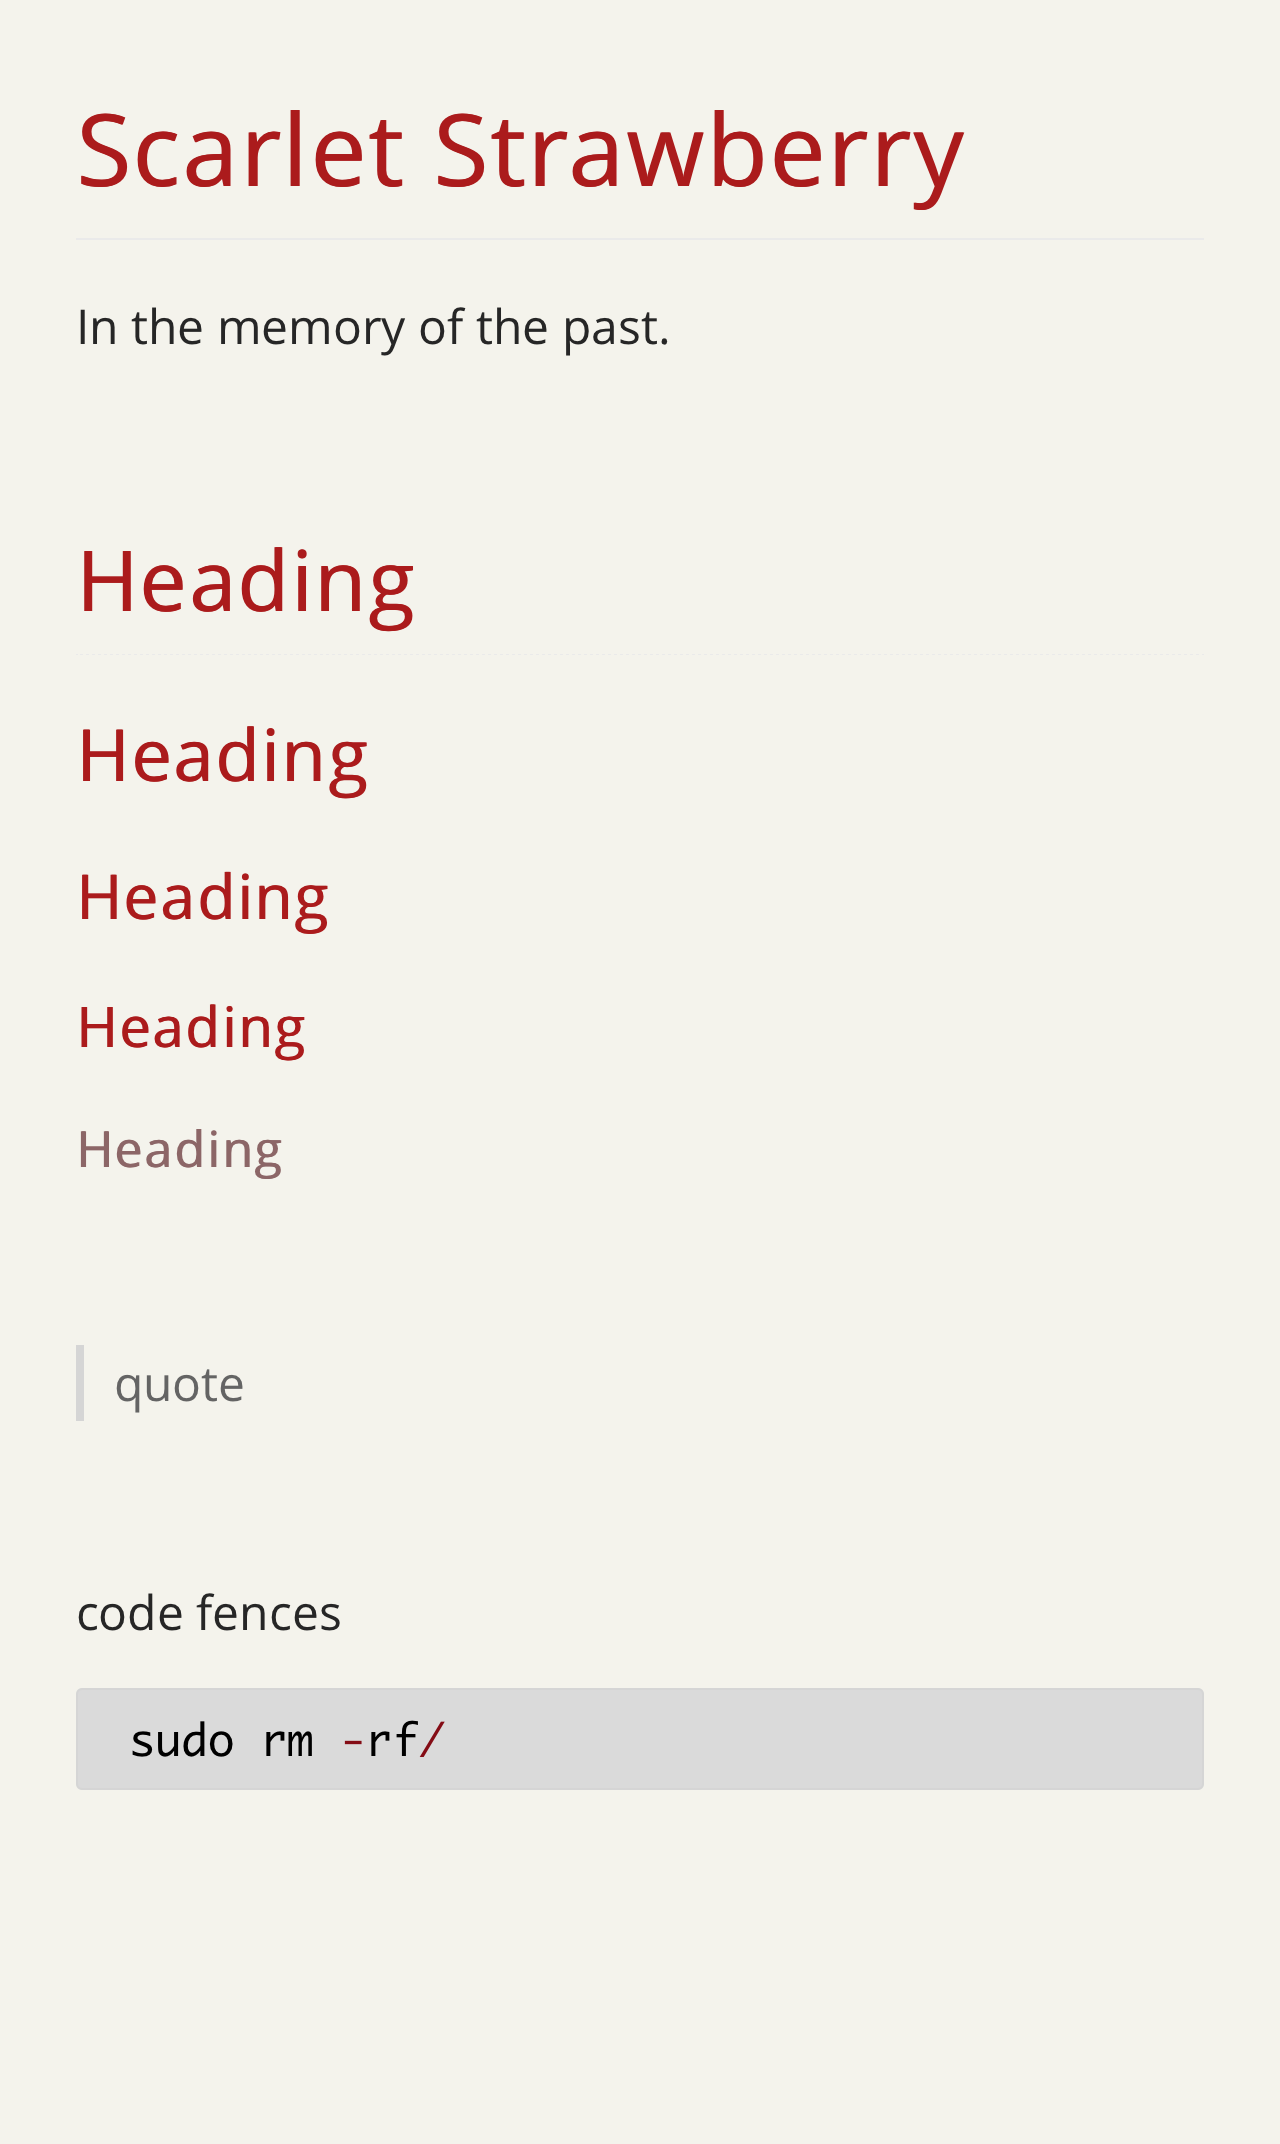 Scarlet Strawberry
In the memory of the past.
Heading
Heading
Heading
Heading
Heading
quote
code fences
sudo rm -rf/